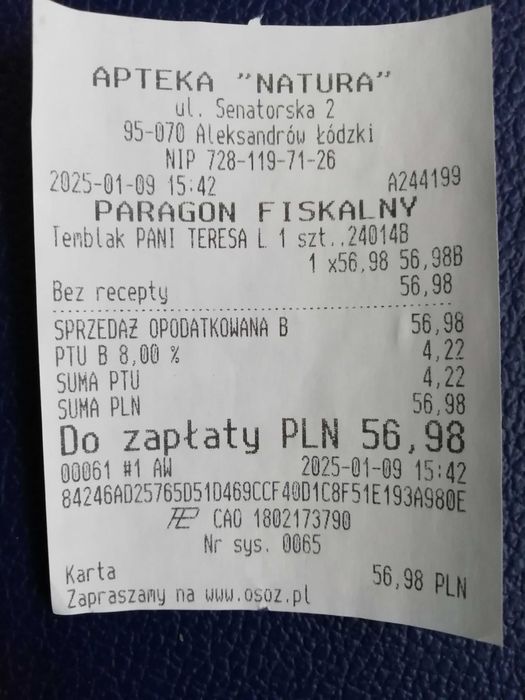 APTEKA "NATURA"
ul. Senatorska 2
95-070 Aleksandrów Łódzki
NIP 728-119-71-26
2025-01-09 15:42 A244199
PARAGON FISKALNY
Temblak PANI TERESA L 1 szt..24014B
1 x56,98 56,98B
Bez recepty 56,98
SPRZEDAŻ OPODATKOWANA B 56,98
PTU B 8,00 % 4,22
SUMA PTU 4,22
SUMA PLN 56,98
Do zapłaty PLN 56,98
00061 #1 AW 2025-01-09 15:42
84246AD25765D51D469CCF40D1C8F51E193A980E
CAO 1802173790
Nr sys. 0065
Karta 56,98 PLN
Zapraszamy na www.osoz.pl